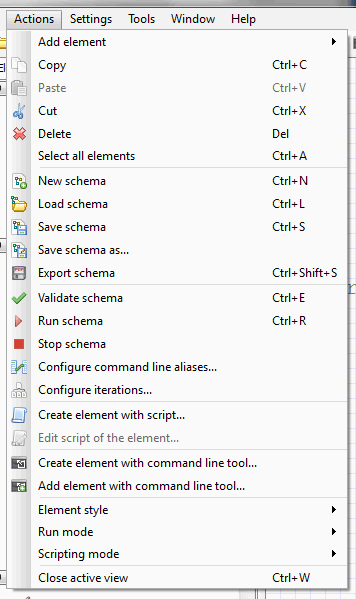 Actions Settings Tools Window Help
Add element
Copy Ctrl+C
Paste Ctrl+V
Cut Ctrl+X
Delete Del
Select all elements Ctrl+A
New schema Ctrl+N
Load schema Ctrl+L
Save schema Ctrl+S
Save schema as...
Export schema Ctrl+Shift+S
Validate schema Ctrl+E
Run schema Ctrl+R
Stop schema
Configure command line aliases...
Configure iterations...
Create element with script...
Edit script of the element...
Create element with command line tool...
Add element with command line tool...
Element style
Run mode
Scripting mode
Close active view Ctrl+W